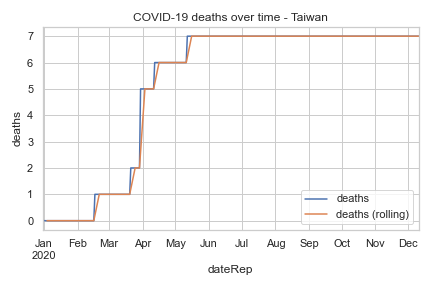 COVID-19 deaths over time - Taiwan
deaths
7
6
5
4
3
2
1
0
deaths
deaths (rolling)
Jan Feb Mar Apr May Jun Jul Aug Sep Oct Nov Dec
2020
dateRep